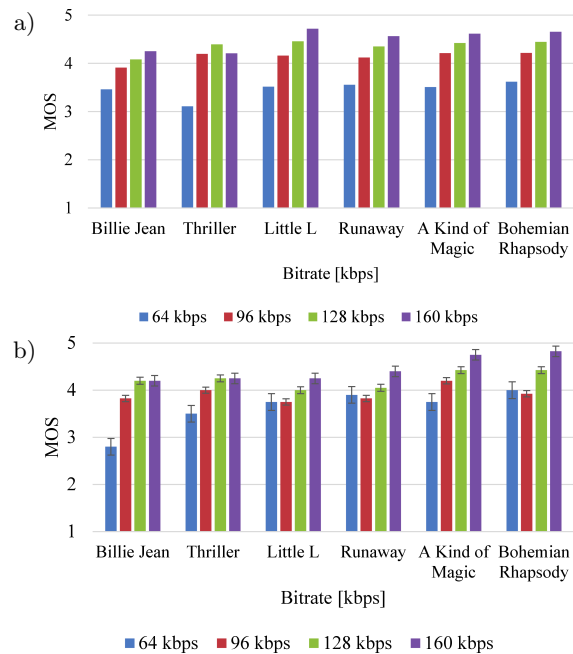 a)
5
4
3
2
1
MOS
Billie Jean Thriller Little L Runaway A Kind of Magic Bohemian Rhapsody
Bitrate [kbps]
64 kbps 96 kbps 128 kbps 160 kbps
b)
5
4
3
2
1
MOS
Billie Jean Thriller Little L Runaway A Kind of Magic Bohemian Rhapsody
Bitrate [kbps]
64 kbps 96 kbps 128 kbps 160 kbps